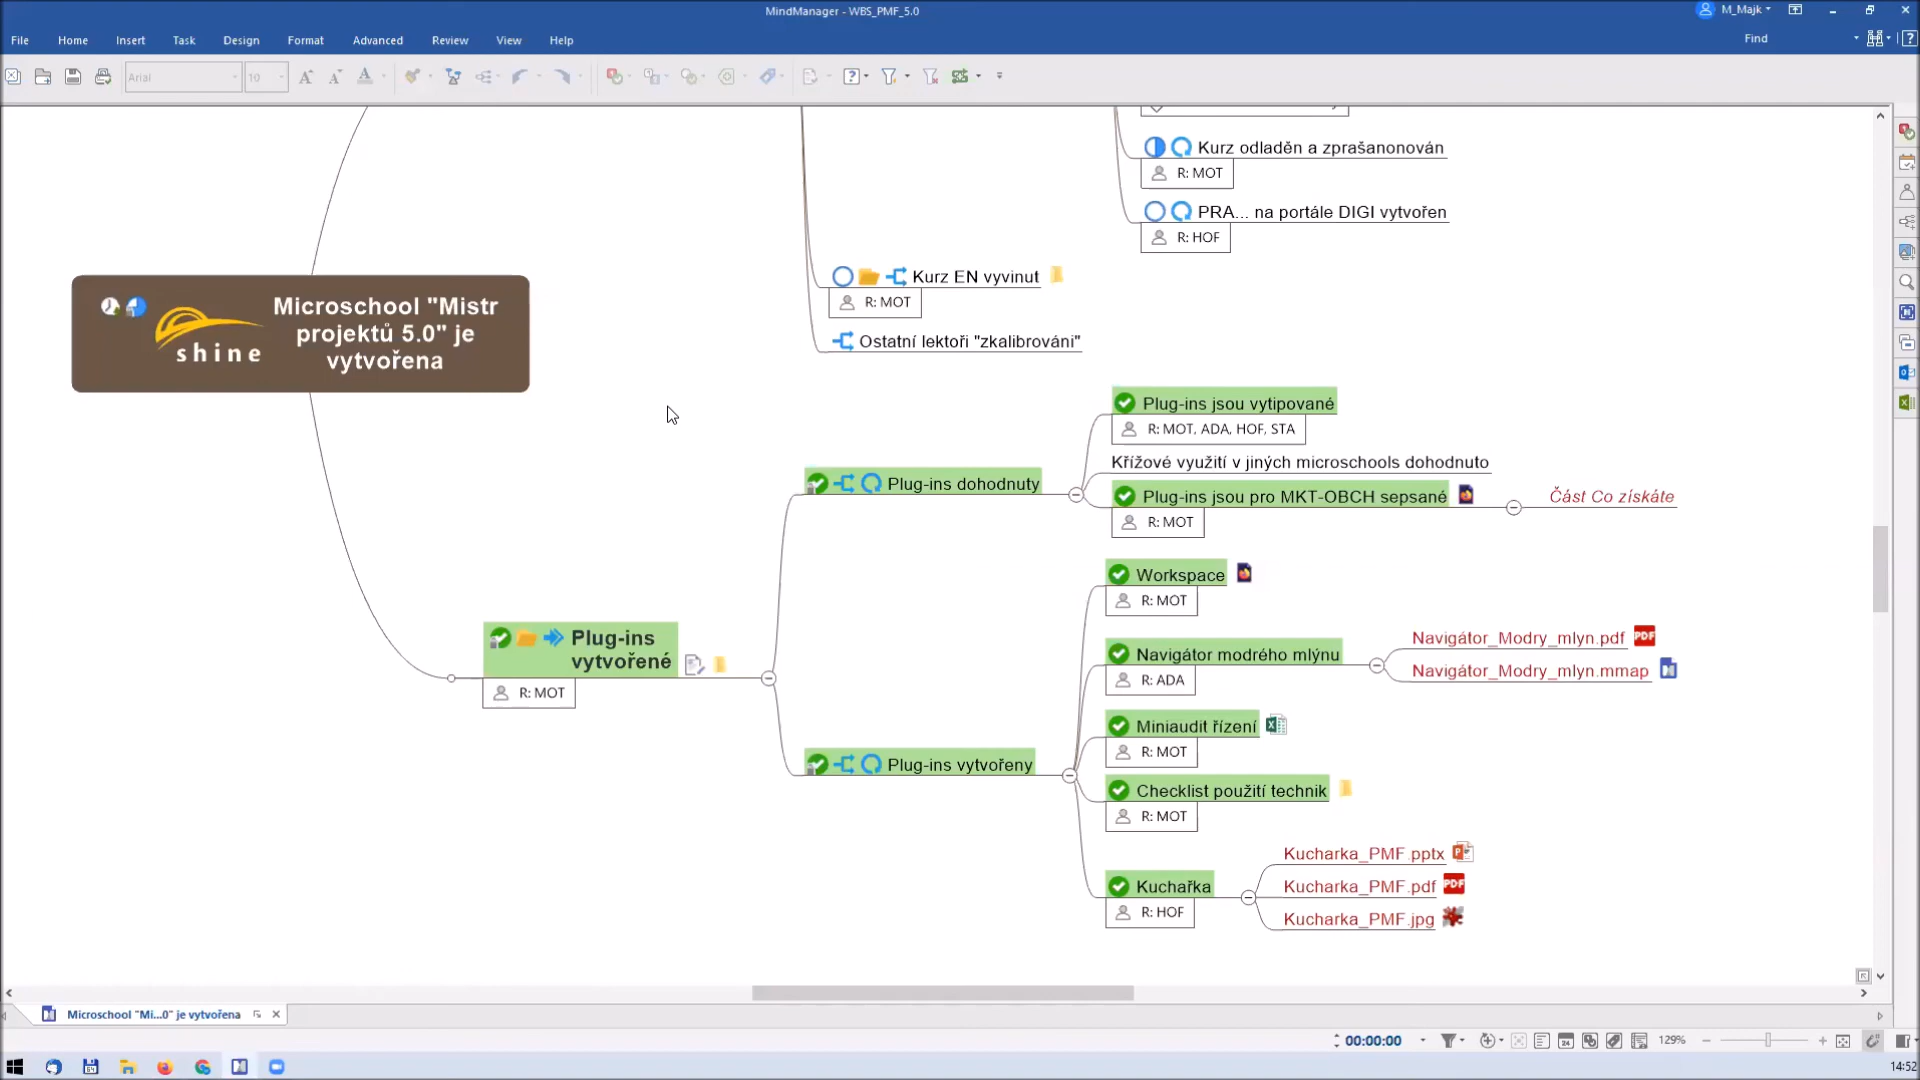 MindManager - WBS_PMF_5.0
M_Majk
File Home Insert Task Design Format Advanced Review View Help
Find
Arial 10
Kurz odladěn a zprašanonován
R: MOT
PRA... na portále DIGI vytvořen
R: HOF
Kurz EN vyvinut
R: MOT
Ostatní lektoři "zkalibrováni"
shine
Microschool "Mistr
projektů 5.0" je
vytvořena
Plug-ins jsou vytipované
R: MOT, ADA, HOF, STA
Křížové využití v jiných microschools dohodnuto
Plug-ins dohodnuty
Plug-ins jsou pro MKT-OBCH sepsané
Část Co získáte
R: MOT
Workspace
R: MOT
Plug-ins
vytvořené
R: MOT
Navigátor modrého mlýnu
R: ADA
Navigátor_Modry_mlyn.pdf PDF
Navigátor_Modry_mlyn.mmap
Miniaudit řízení
R: MOT
Plug-ins vytvořeny
Checklist použití technik
R: MOT
Kuchařka
R: HOF
Kucharka_PMF.pptx
Kucharka_PMF.pdf PDF
Kucharka_PMF.jpg
Microschool "Mi...0" je vytvořena
00:00:00
129%
14:52